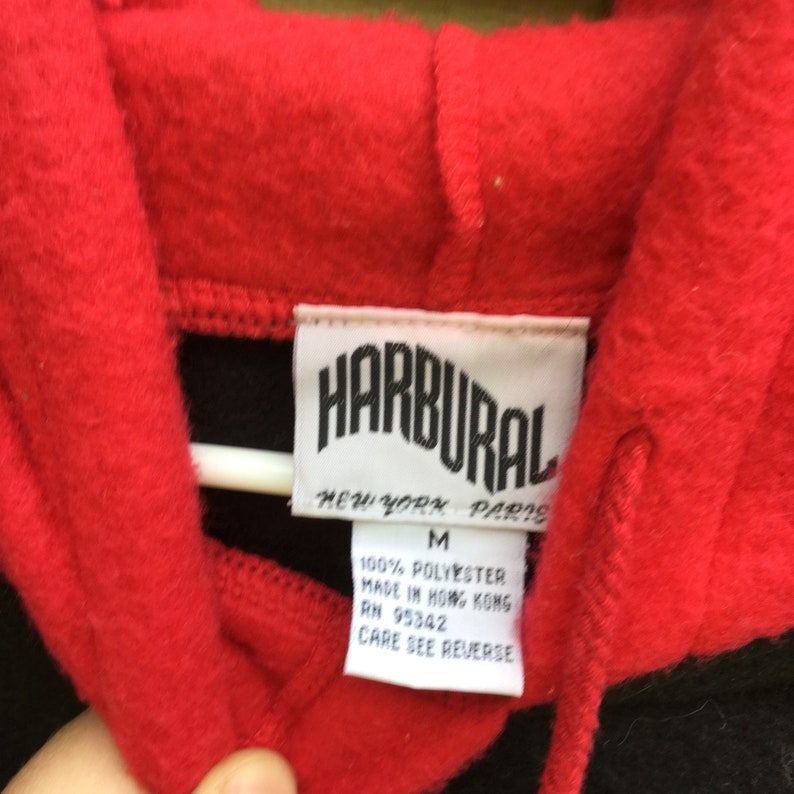 HARBURAL
NEW YORK PARIS
M
100% POLYESTER
MADE IN HONG KONG
RN 95342
CARE SEE REVERSE